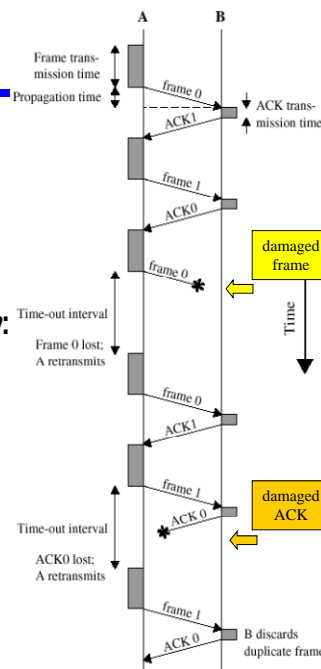 A B
Frame trans-
mission time
Propagation time
frame 0
ACK trans-
mission time
ACK1
frame 1
ACK0
damaged
frame
frame 0
Time
Time-out interval
Frame 0 lost;
A retransmits
frame 0
ACK1
frame 1
damaged
ACK
ACK 0
Time-out interval
ACK0 lost;
A retransmits
frame 1
B discards
duplicate frame
ACK 0